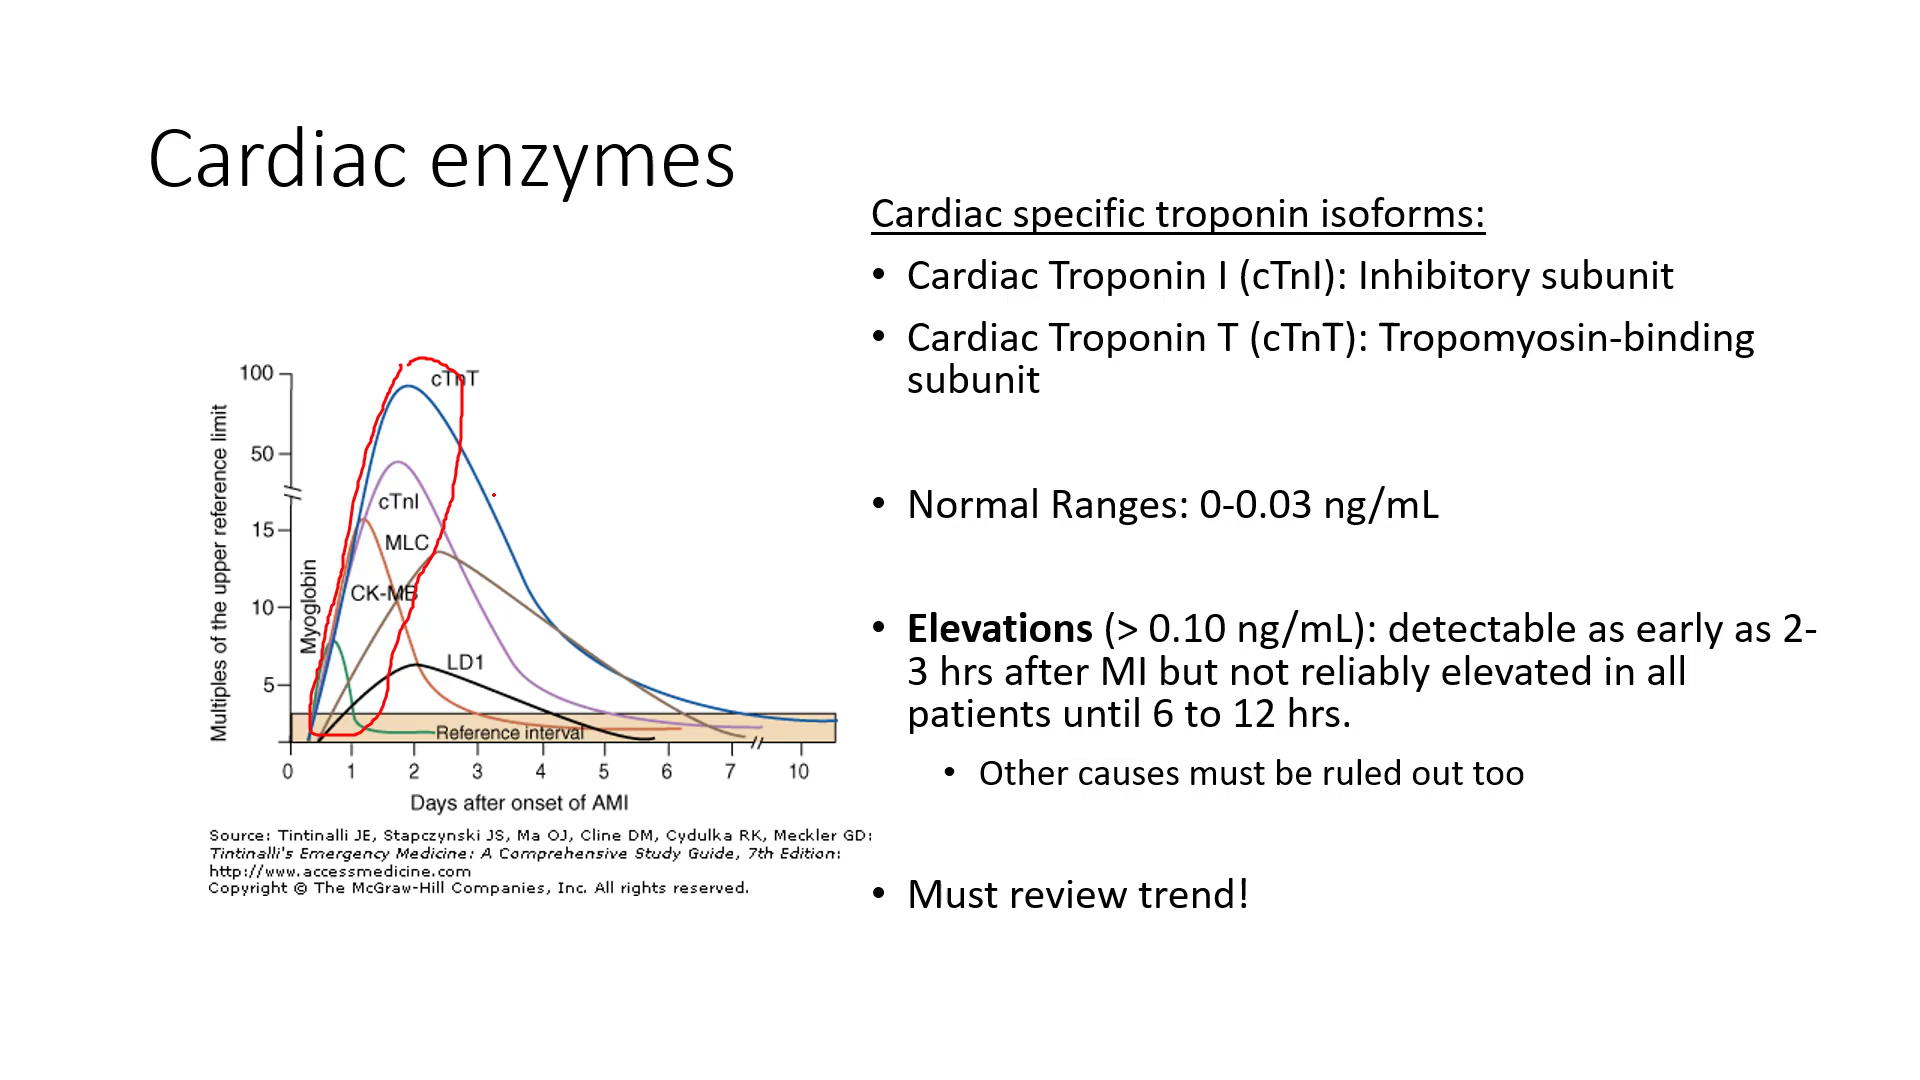 Cardiac enzymes
Cardiac specific troponin isoforms:
• Cardiac Troponin I (cTnI): Inhibitory subunit
• Cardiac Troponin T (cTnT): Tropomyosin-binding
subunit
• Normal Ranges: 0-0.03 ng/mL
• Elevations (> 0.10 ng/mL): detectable as early as 2-
3 hrs after MI but not reliably elevated in all
patients until 6 to 12 hrs.
• Other causes must be ruled out too
• Must review trend!
Multiples of the upper reference limit
100
50
15
10
5
Myoglobin
cTnT
cTnI
MLC
CK-MB
LD1
Reference interval
0 1 2 3 4 5 6 7 10
Days after onset of AMI
Source: Tintinalli JE, Stapczynski JS, Ma OJ, Cline DM, Cydulka RK, Meckler GD:
Tintinalli's Emergency Medicine: A Comprehensive Study Guide, 7th Edition:
http://www.accessmedicine.com
Copyright © The McGraw-Hill Companies, Inc. All rights reserved.